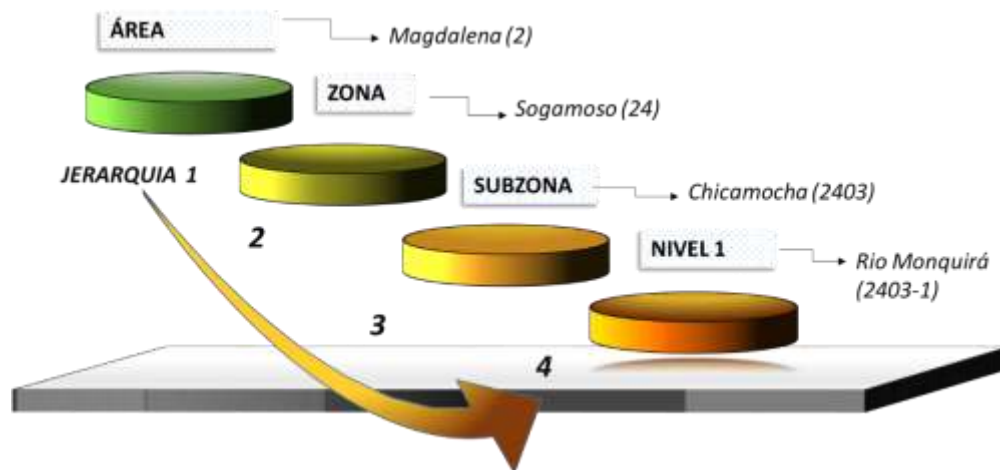 ÁREA
Magdalena (2)
ZONA
Sogamoso (24)
JERARQUIA 1
SUBZONA
Chicamocha (2403)
2
NIVEL 1
Rio Monquirá
(2403-1)
3
4